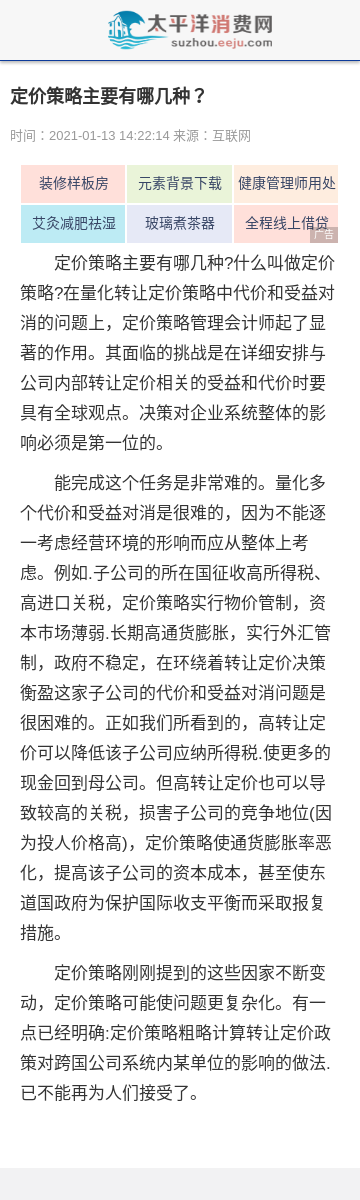 太平洋消费网
suzhou.eeju.com
定价策略主要有哪几种？
时间：2021-01-13 14:22:14 来源：互联网
装修样板房 元素背景下载 健康管理师用处
艾灸减肥祛湿 玻璃煮茶器 全程线上借贷
广告
定价策略主要有哪几种?什么叫做定价
策略?在量化转让定价策略中代价和受益对
消的问题上，定价策略管理会计师起了显
著的作用。其面临的挑战是在详细安排与
公司内部转让定价相关的受益和代价时要
具有全球观点。决策对企业系统整体的影
响必须是第一位的。
能完成这个任务是非常难的。量化多
个代价和受益对消是很难的，因为不能逐
一考虑经营环境的形响而应从整体上考
虑。例如.子公司的所在国征收高所得税、
高进口关税，定价策略实行物价管制，资
本市场薄弱.长期高通货膨胀，实行外汇管
制，政府不稳定，在环绕着转让定价决策
衡盈这家子公司的代价和受益对消问题是
很困难的。正如我们所看到的，高转让定
价可以降低该子公司应纳所得税.使更多的
现金回到母公司。但高转让定价也可以导
致较高的关税，损害子公司的竞争地位(因
为投人价格高)，定价策略使通货膨胀率恶
化，提高该子公司的资本成本，甚至使东
道国政府为保护国际收支平衡而采取报复
措施。
定价策略刚刚提到的这些因家不断变
动，定价策略可能使问题更复杂化。有一
点已经明确:定价策略粗略计算转让定价政
策对跨国公司系统内某单位的影响的做法.
已不能再为人们接受了。